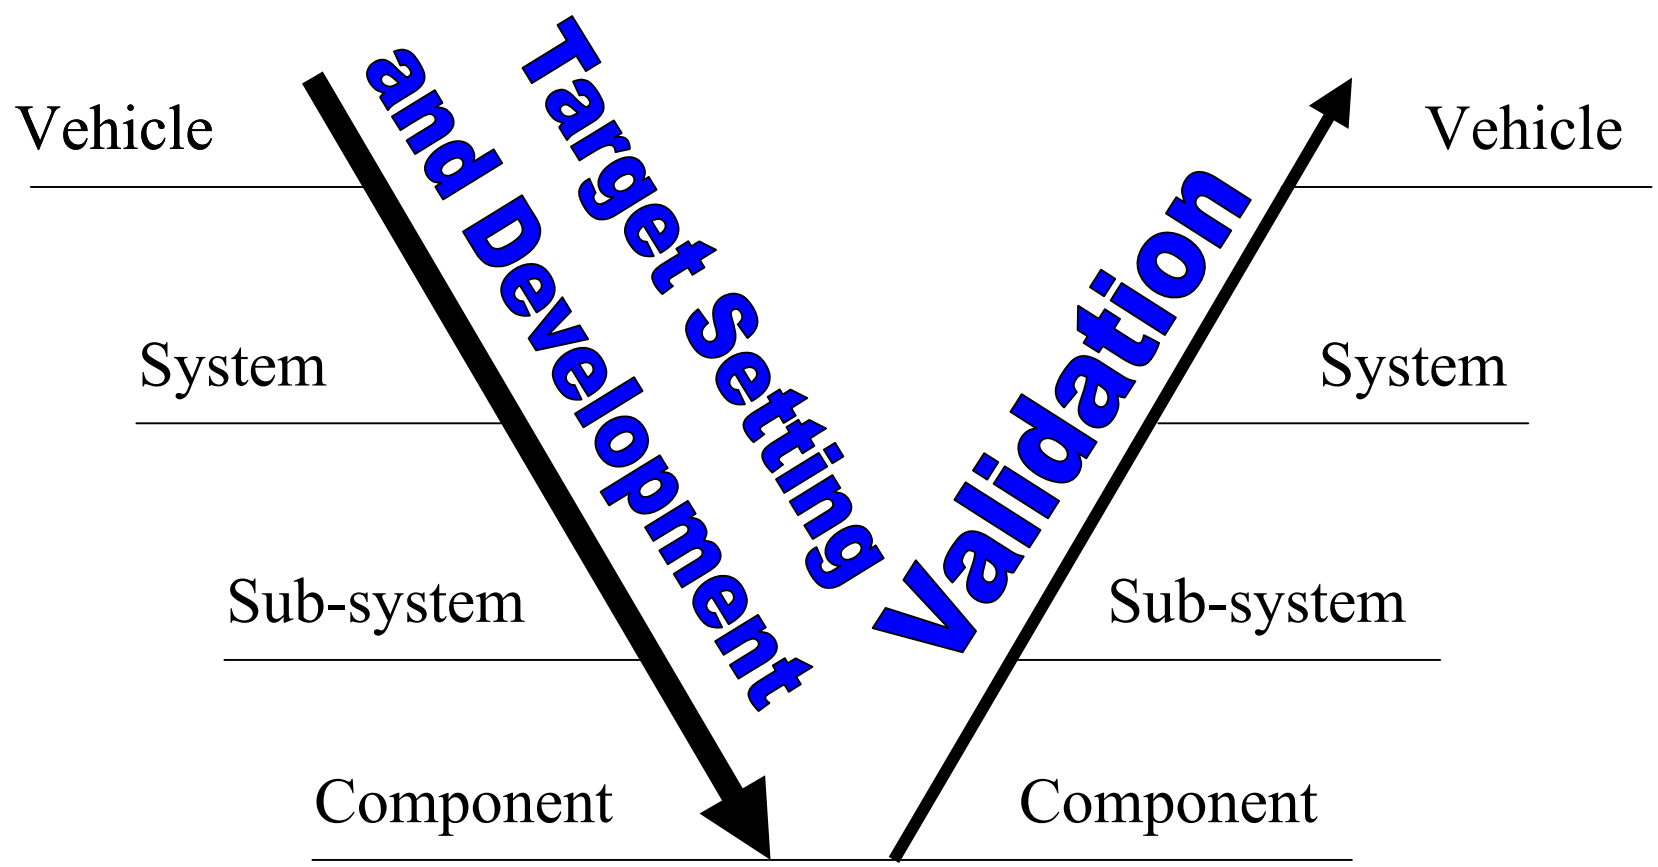 Vehicle
System
Sub-system
Component
Target Setting
and Development
Validation
Vehicle
System
Sub-system
Component